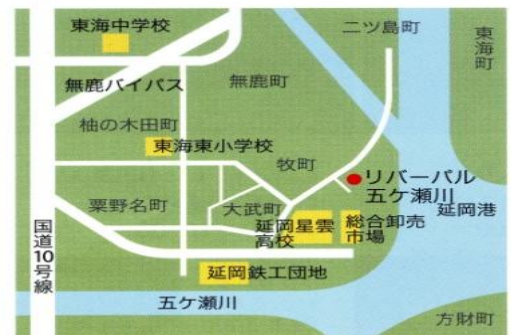 東海中学校
二ツ島町
東海町
無鹿バイパス
無鹿町
柚の木田町
東海東小学校
牧町
リバーパル
五ケ瀬川
粟野名町
大武町
延岡港
延岡星雲
高校
総合卸売
市場
国道10号線
延岡鉄工団地
五ケ瀬川
方財町